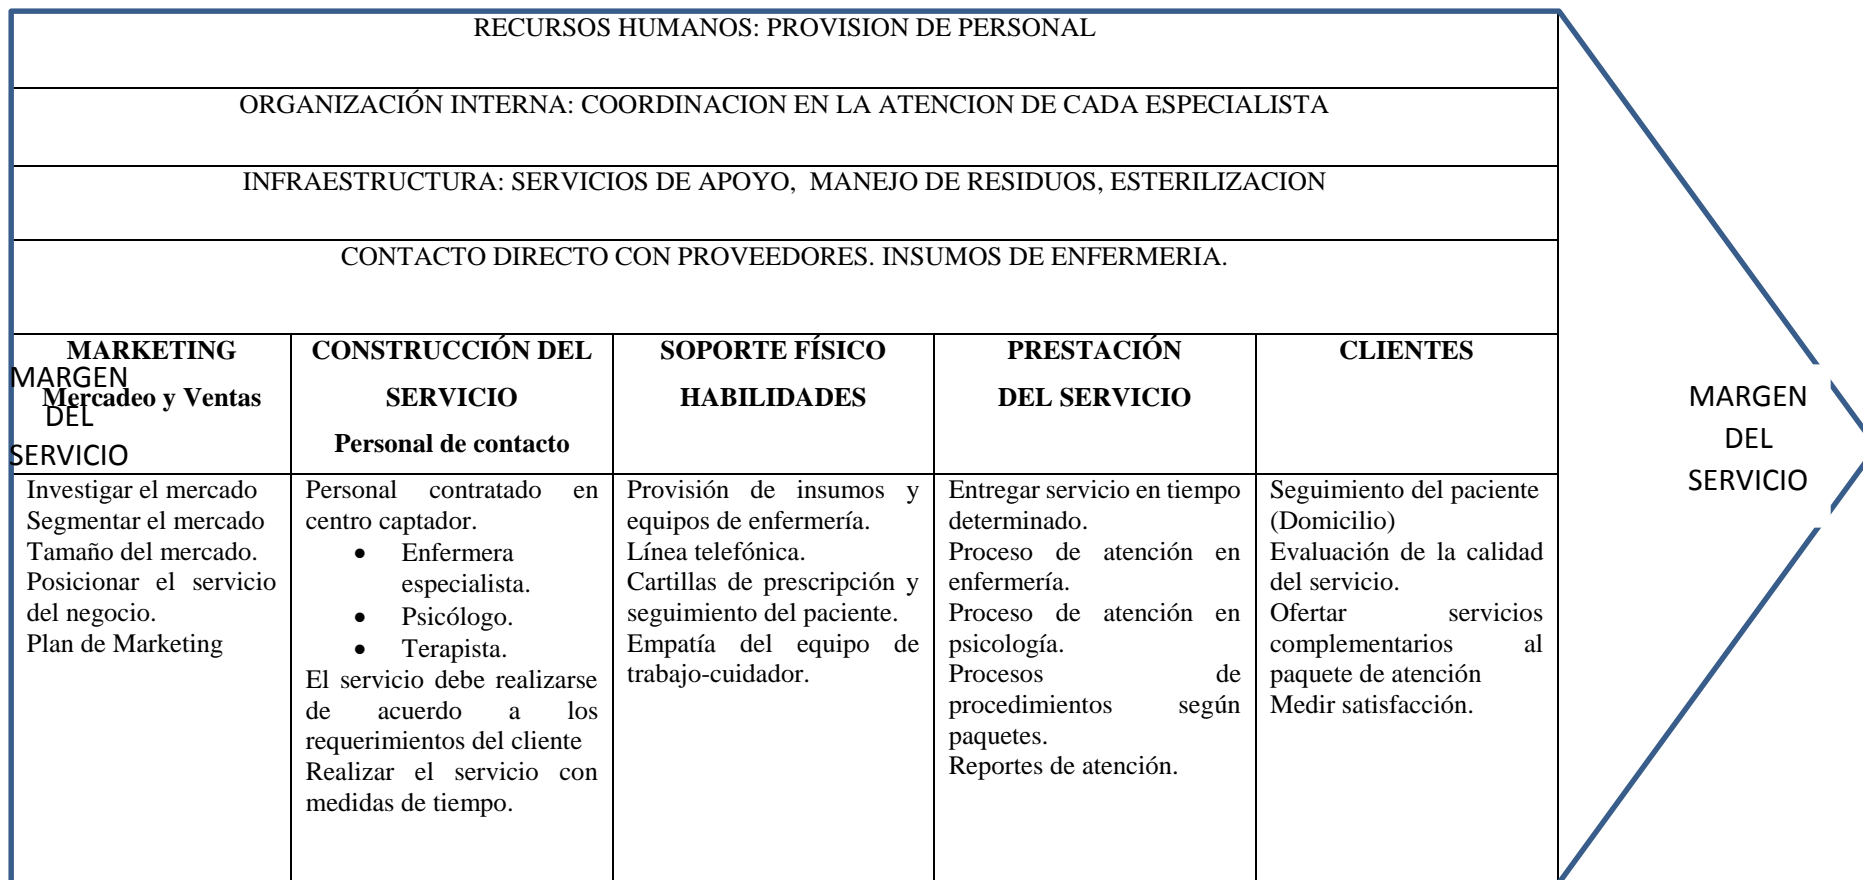 RECURSOS HUMANOS: PROVISION DE PERSONAL
ORGANIZACIÓN INTERNA: COORDINACION EN LA ATENCION DE CADA ESPECIALISTA
INFRAESTRUCTURA: SERVICIOS DE APOYO, MANEJO DE RESIDUOS, ESTERILIZACION
CONTACTO DIRECTO CON PROVEEDORES. INSUMOS DE ENFERMERIA.
MARKETING
Mercadeo y Ventas
MARGEN
DEL
SERVICIO
CONSTRUCCIÓN DEL
SERVICIO
Personal de contacto
SOPORTE FÍSICO
HABILIDADES
PRESTACIÓN
DEL SERVICIO
CLIENTES
Investigar el mercado
Segmentar el mercado
Tamaño del mercado.
Posicionar el servicio
del negocio.
Plan de Marketing
Personal contratado en
centro captador.
• Enfermera
especialista.
• Psicólogo.
• Terapista.
El servicio debe realizarse
de acuerdo a los
requerimientos del cliente
Realizar el servicio con
medidas de tiempo.
Provisión de insumos y
equipos de enfermería.
Línea telefónica.
Cartillas de prescripción y
seguimiento del paciente.
Empatía del equipo de
trabajo-cuidador.
Entregar servicio en tiempo
determinado.
Proceso de atención en
enfermería.
Proceso de atención en
psicología.
Procesos de
procedimientos según
paquetes.
Reportes de atención.
Seguimiento del paciente
(Domicilio)
Evaluación de la calidad
del servicio.
Ofertar servicios
complementarios al
paquete de atención
Medir satisfacción.
MARGEN
DEL
SERVICIO